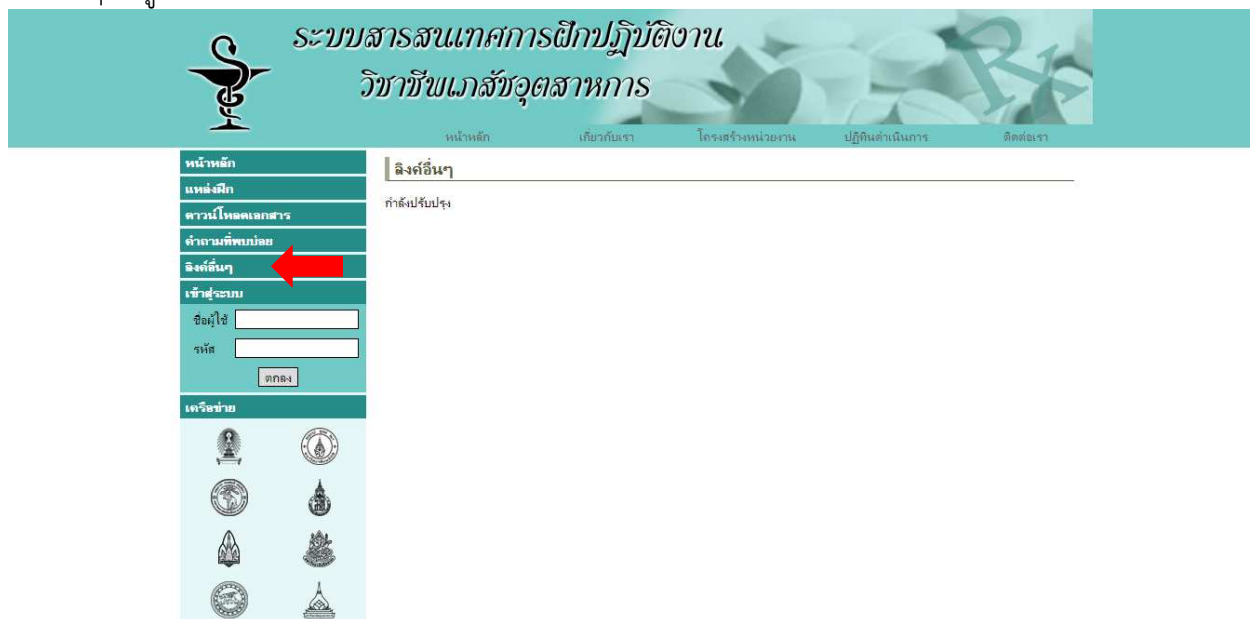 ระบบสารสนเทศการฝึกปฏิบัติงาน
วิชาชีพเภสัชอุตสาหการ
Rx
หน้าหลัก เกี่ยวกับเรา โครงสร้างหน่วยงาน ปฏิทินดำเนินการ ติดต่อเรา
หน้าหลัก
แหล่งฝึก
ดาวน์โหลดเอกสาร
คำถามที่พบบ่อย
ลิงค์อื่นๆ
เข้าสู่ระบบ
ชื่อผู้ใช้
รหัส
ตกลง
เครือข่าย
ลิงค์อื่นๆ
กำลังปรับปรุง